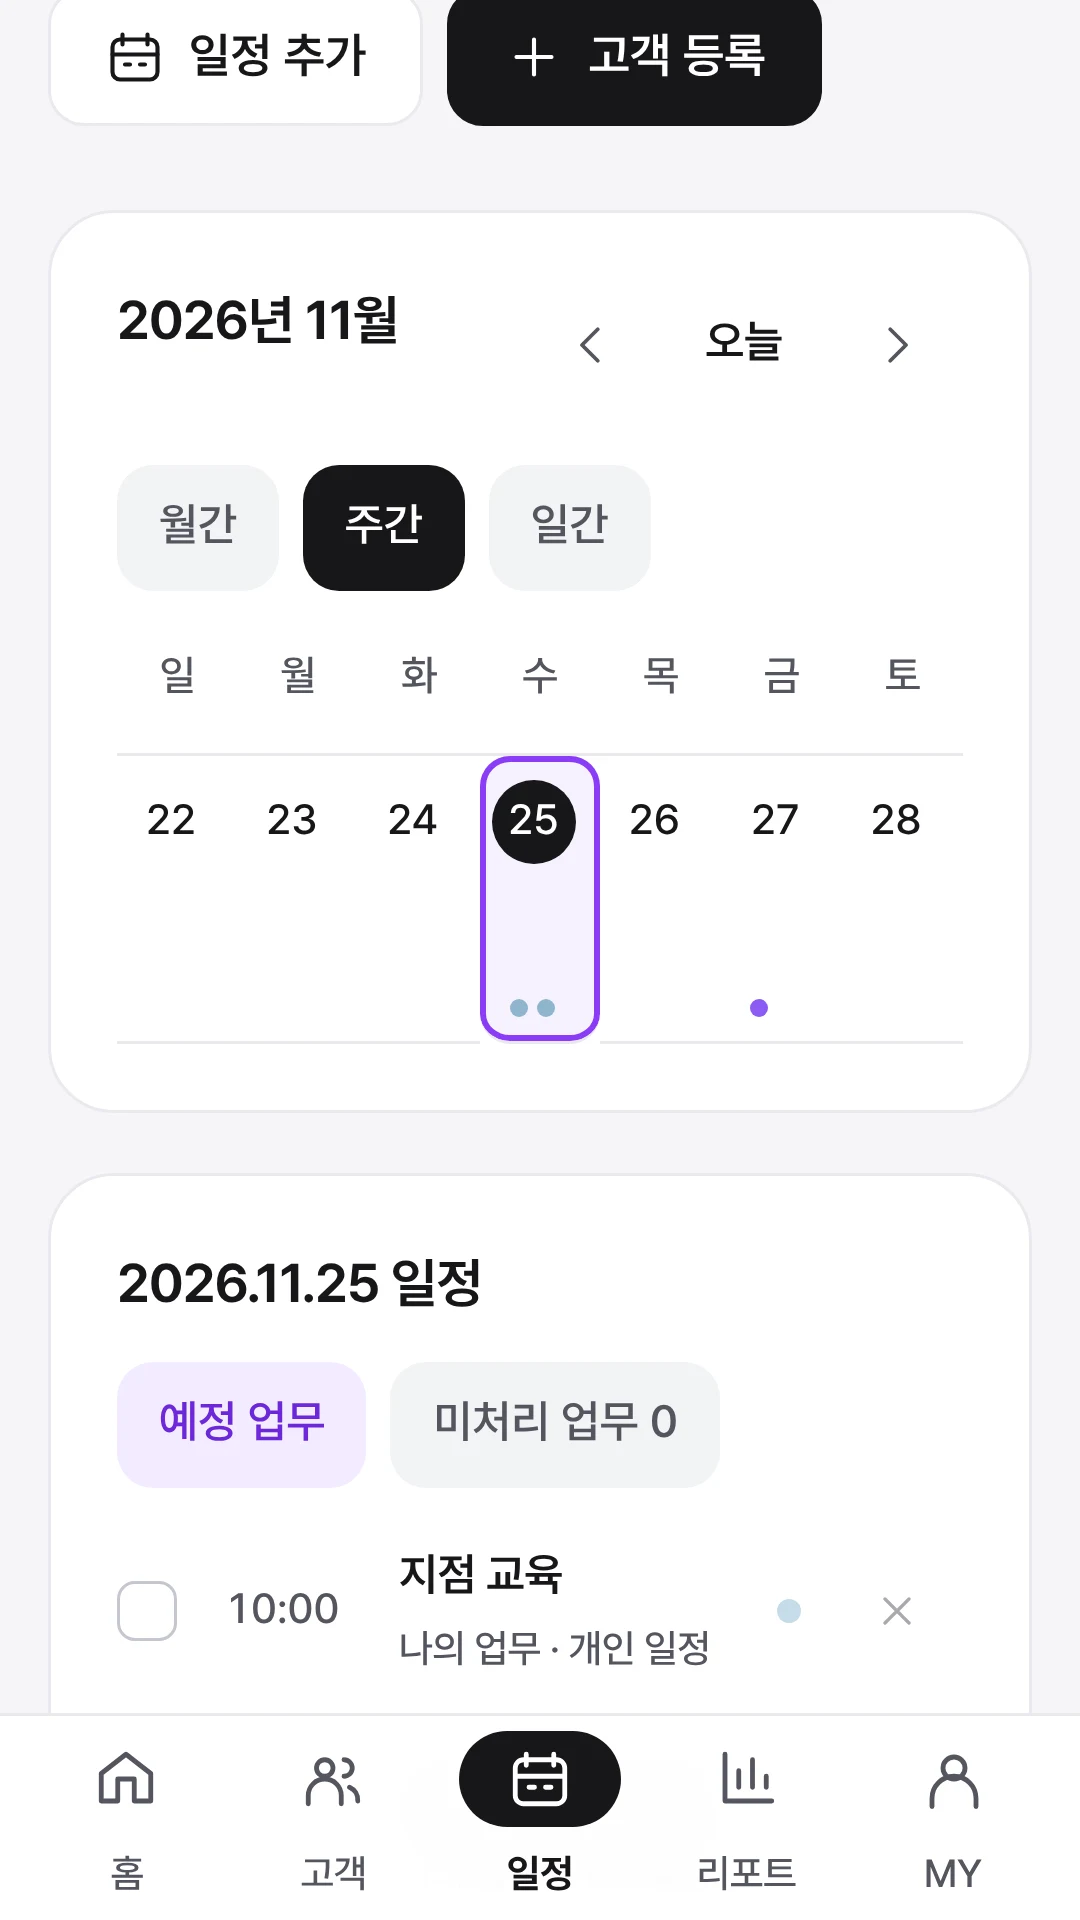 일정 추가
고객 등록
2026년 11월
오늘
월간 주간 일간
일 월 화 수 목 금 토
22 23 24 25 26 27 28
2026.11.25 일정
예정 업무
미처리 업무 0
10:00
지점 교육
나의 업무 · 개인 일정
홈 고객 일정 리포트 MY